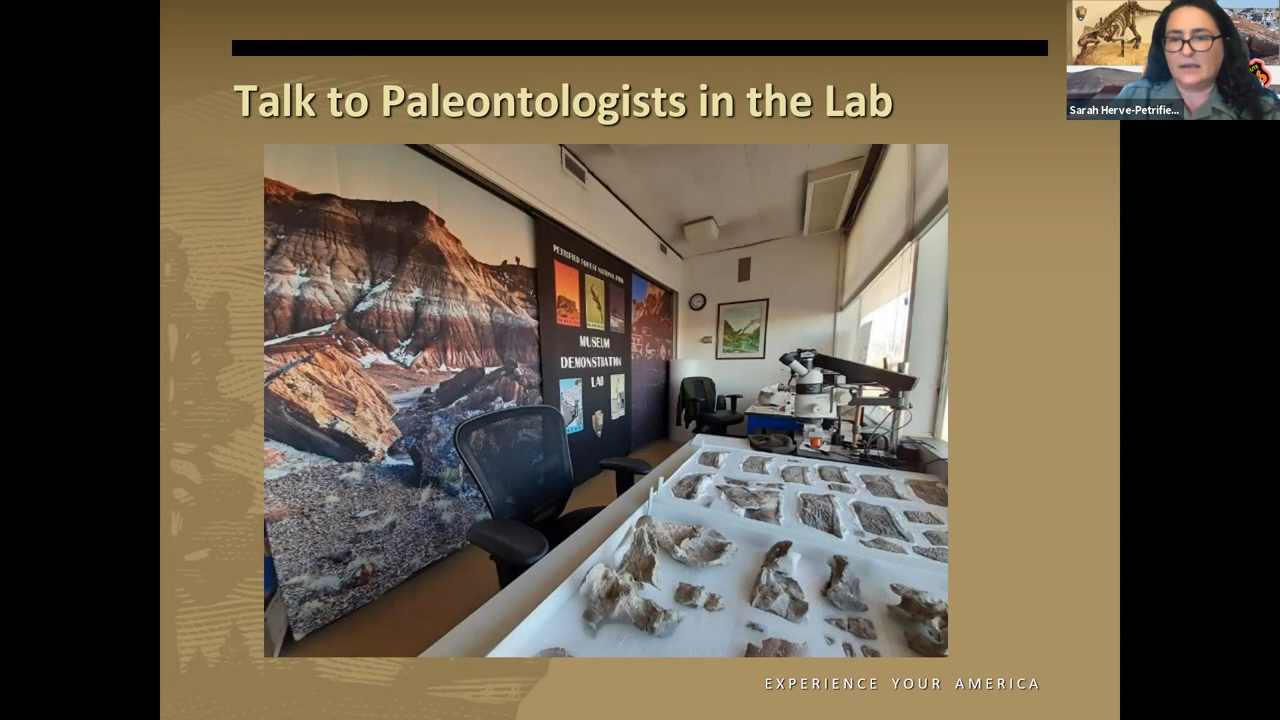 Talk to Paleontologists in the Lab
Sarah Herve-Petrifie...
PETRIFIED FOREST NATIONAL PARK
MUSEUM
DEMONSTRATION
LAB
EXPERIENCE YOUR AMERICA